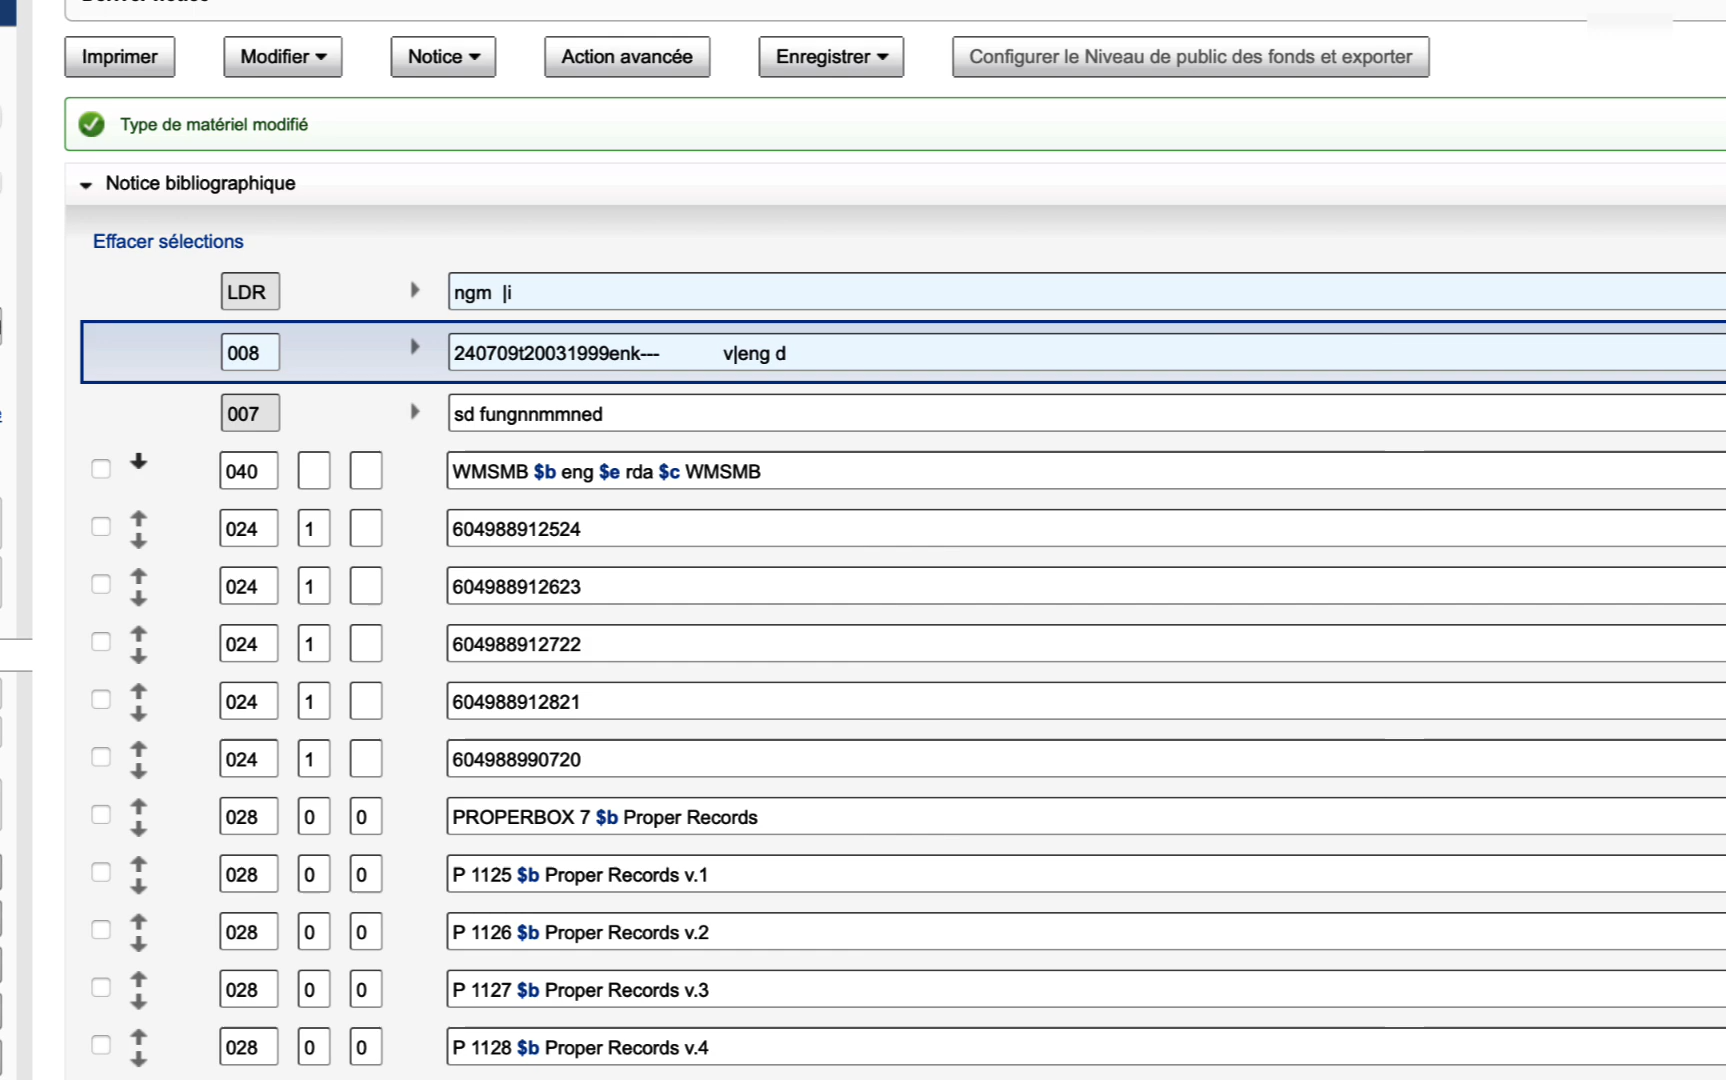 Imprimer Modifier Notice Action avancée Enregistrer Configurer le Niveau de public des fonds et exporter
Type de matériel modifié
Notice bibliographique
Effacer sélections
LDR ngm |i
008 240709t20031999enk--- v|eng d
007 sd fungnnmmned
040 WMSMB $b eng $e rda $c WMSMB
024 1 604988912524
024 1 604988912623
024 1 604988912722
024 1 604988912821
024 1 604988990720
028 0 0 PROPERBOX 7 $b Proper Records
028 0 0 P 1125 $b Proper Records v.1
028 0 0 P 1126 $b Proper Records v.2
028 0 0 P 1127 $b Proper Records v.3
028 0 0 P 1128 $b Proper Records v.4